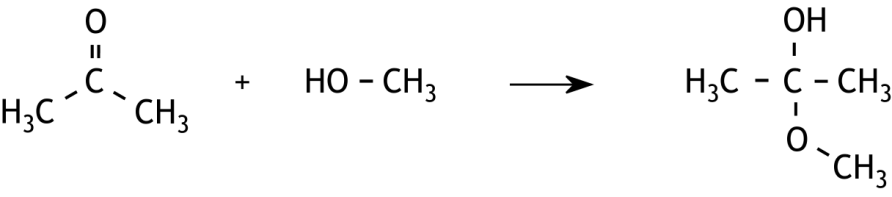 O
C
H₃C CH₃
+ HO – CH₃
OH
H₃C – C – CH₃
O
CH₃